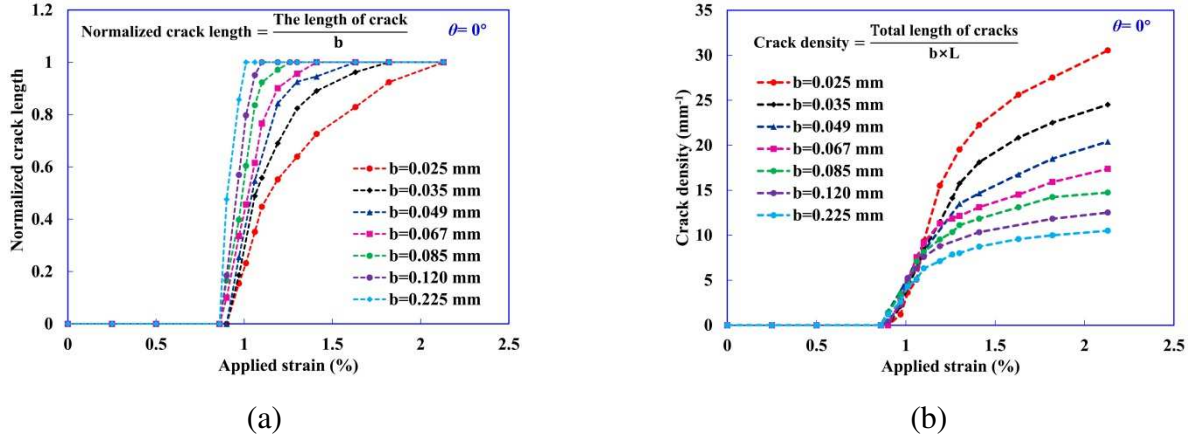 Normalized crack length = The length of crack / b
θ= 0°
1.2
1
0.8
0.6
0.4
0.2
0
Normalized crack length
b=0.025 mm
b=0.035 mm
b=0.049 mm
b=0.067 mm
b=0.085 mm
b=0.120 mm
b=0.225 mm
0 0.5 1 1.5 2 2.5
Applied strain (%)
(a)
Crack density = Total length of cracks / b×L
θ= 0°
35
30
25
20
15
10
5
0
Crack density (mm⁻¹)
b=0.025 mm
b=0.035 mm
b=0.049 mm
b=0.067 mm
b=0.085 mm
b=0.120 mm
b=0.225 mm
0 0.5 1 1.5 2 2.5
Applied strain (%)
(b)